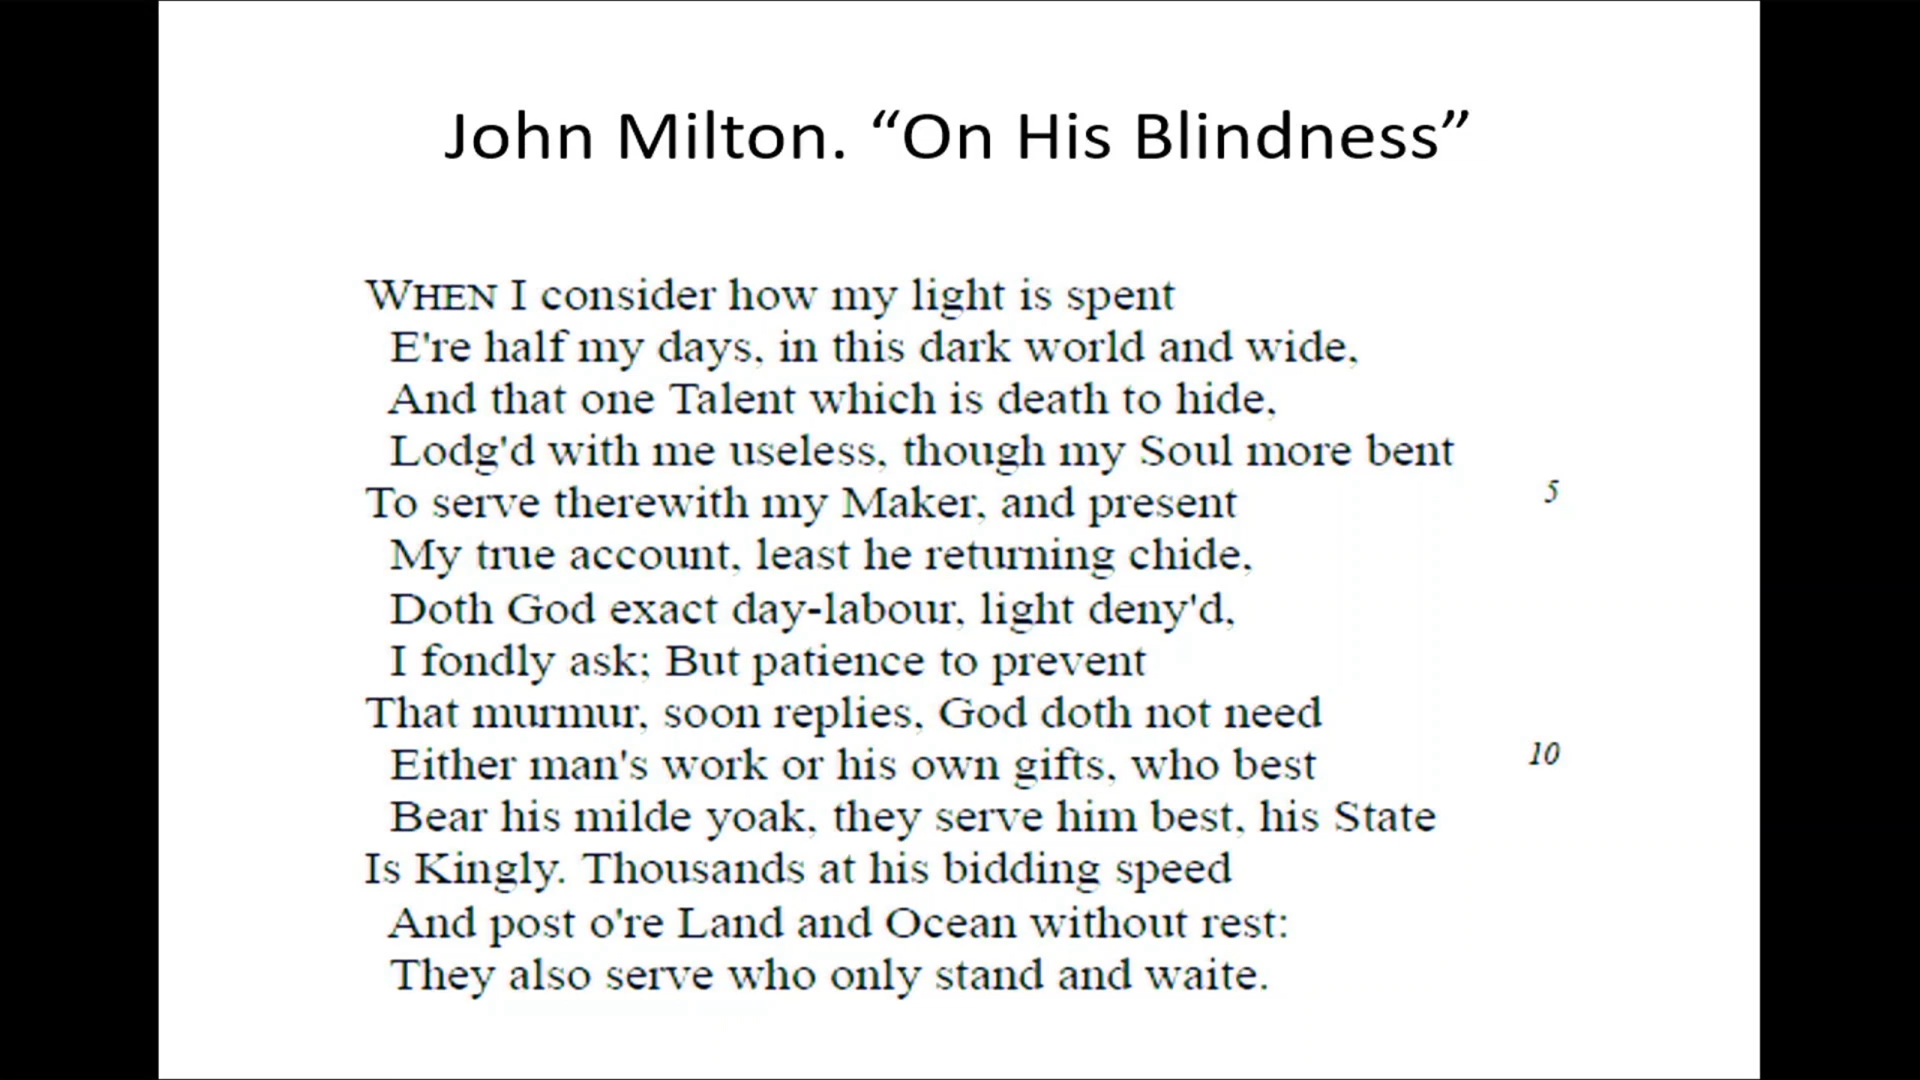 John Milton. “On His Blindness”
WHEN I consider how my light is spent
E're half my days, in this dark world and wide,
And that one Talent which is death to hide,
Lodg'd with me useless, though my Soul more bent
To serve therewith my Maker, and present 5
My true account, least he returning chide,
Doth God exact day-labour, light deny'd,
I fondly ask; But patience to prevent
That murmur, soon replies, God doth not need
Either man's work or his own gifts, who best 10
Bear his milde yoak, they serve him best, his State
Is Kingly. Thousands at his bidding speed
And post o're Land and Ocean without rest:
They also serve who only stand and waite.